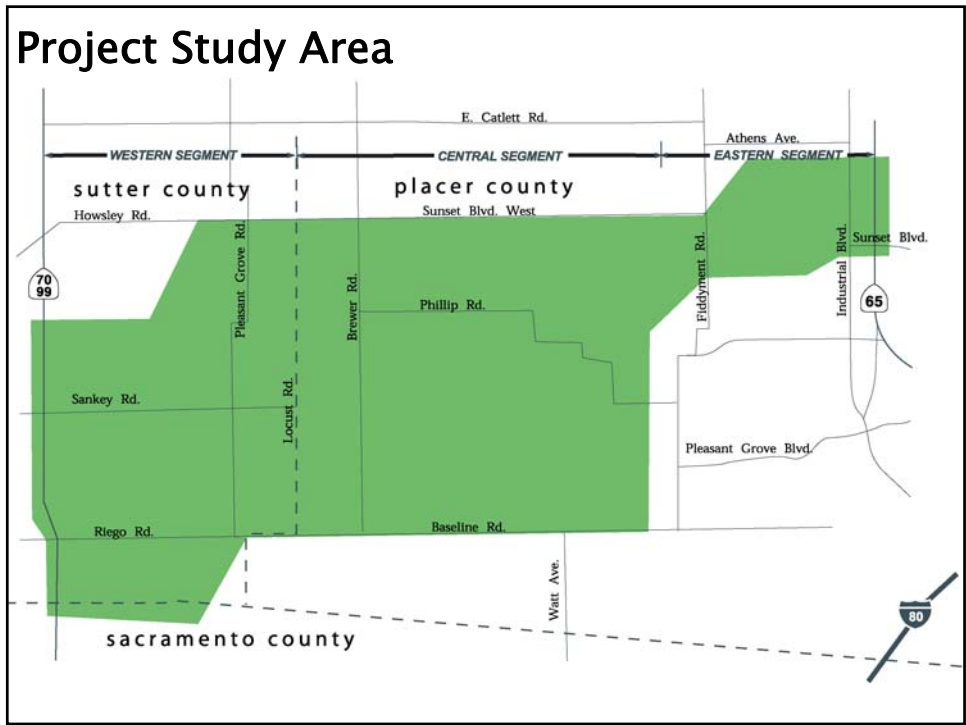 Project Study Area
E. Catlett Rd.
Athens Ave.
WESTERN SEGMENT
CENTRAL SEGMENT
EASTERN SEGMENT
sutter county
placer county
Howsley Rd.
Sunset Blvd. West
Pleasant Grove Rd.
Brewer Rd.
Fiddyment Rd.
Industrial Blvd.
Sunset Blvd.
70
99
Phillip Rd.
65
Sankey Rd.
Locust Rd.
Pleasant Grove Blvd.
Riego Rd.
Baseline Rd.
Watt Ave.
80
sacramento county